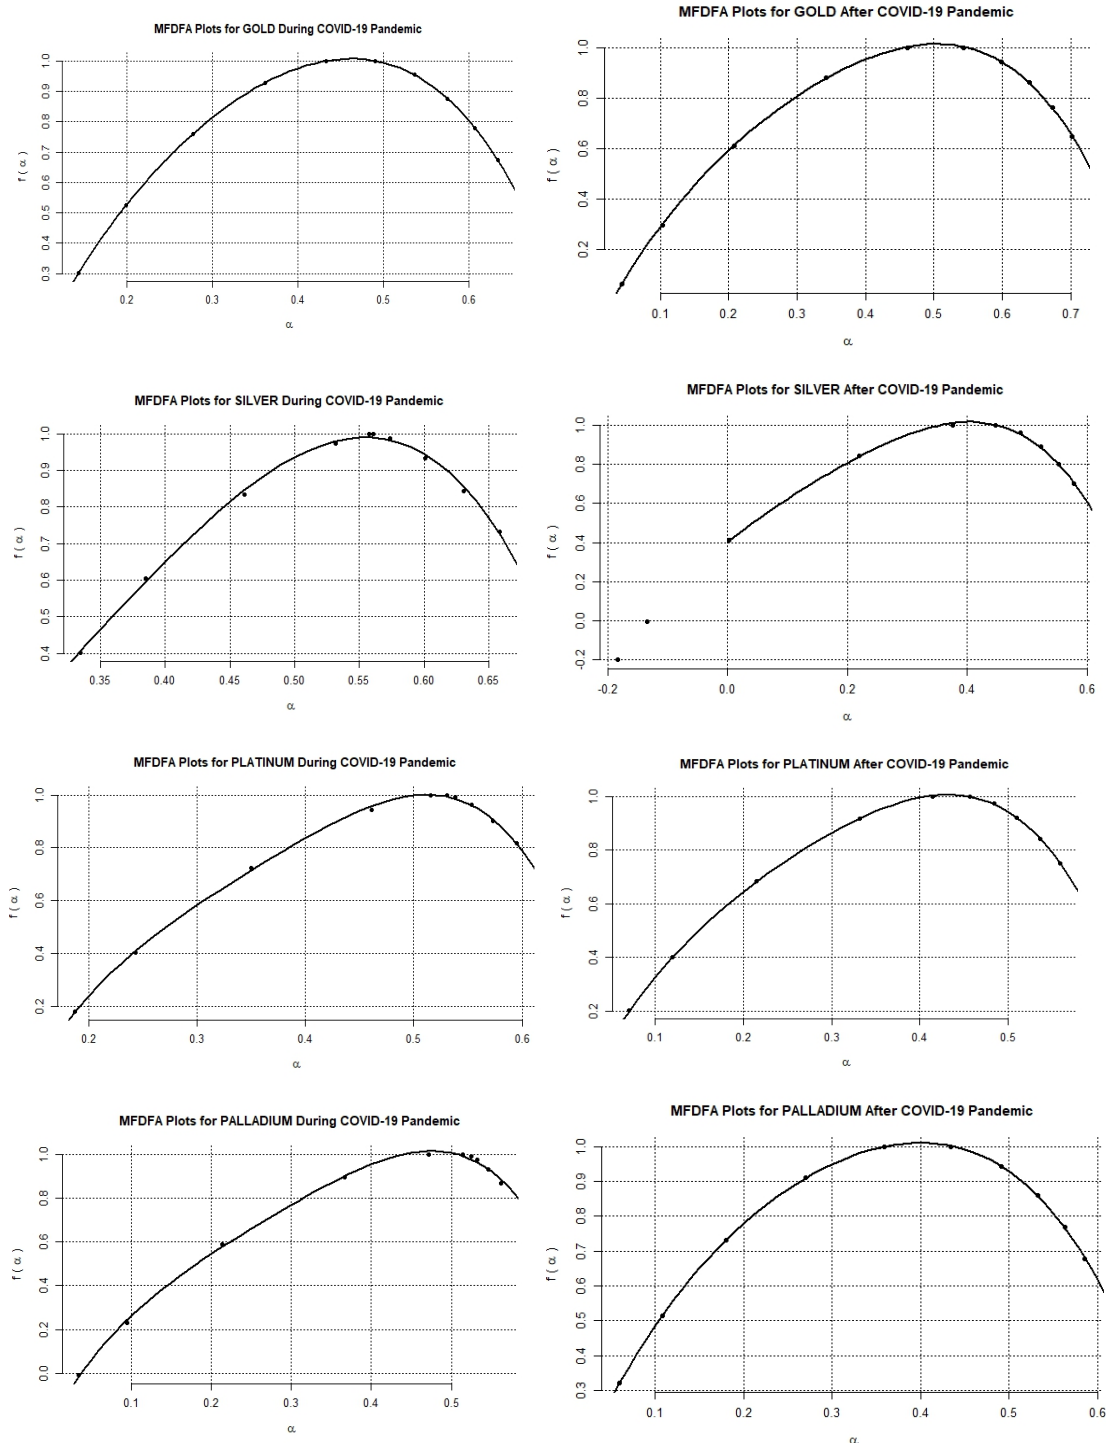 MFDFA Plots for GOLD During COVID-19 Pandemic
f ( α )
1.0
0.9
0.8
0.7
0.6
0.5
0.4
0.3
0.2 0.3 0.4 0.5 0.6
α
MFDFA Plots for GOLD After COVID-19 Pandemic
f ( α )
1.0
0.8
0.6
0.4
0.2
0.1 0.2 0.3 0.4 0.5 0.6 0.7
α
MFDFA Plots for SILVER During COVID-19 Pandemic
f ( α )
1.0
0.9
0.8
0.7
0.6
0.5
0.4
0.35 0.40 0.45 0.50 0.55 0.60 0.65
α
MFDFA Plots for SILVER After COVID-19 Pandemic
f ( α )
1.0
0.8
0.6
0.4
0.2
0.0
-0.2
-0.2 0.0 0.2 0.4 0.6
α
MFDFA Plots for PLATINUM During COVID-19 Pandemic
f ( α )
1.0
0.8
0.6
0.4
0.2
0.2 0.3 0.4 0.5 0.6
α
MFDFA Plots for PLATINUM After COVID-19 Pandemic
f ( α )
1.0
0.8
0.6
0.4
0.2
0.1 0.2 0.3 0.4 0.5
α
MFDFA Plots for PALLADIUM During COVID-19 Pandemic
f ( α )
1.0
0.8
0.6
0.4
0.2
0.0
0.1 0.2 0.3 0.4 0.5
α
MFDFA Plots for PALLADIUM After COVID-19 Pandemic
f ( α )
1.0
0.9
0.8
0.7
0.6
0.5
0.4
0.3
0.1 0.2 0.3 0.4 0.5 0.6
α